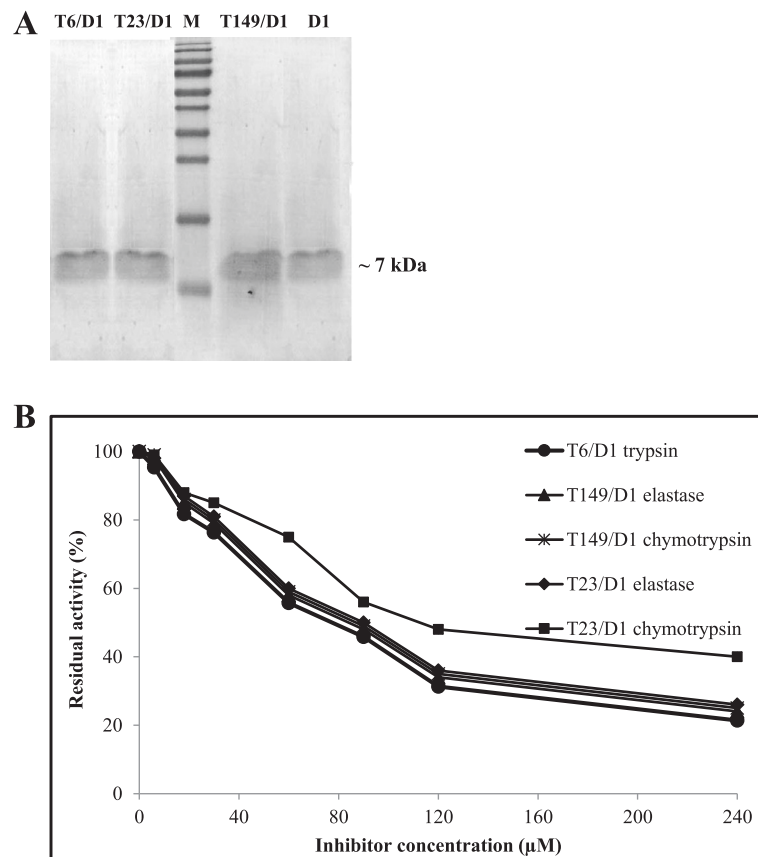 A
T6/D1 T23/D1 M T149/D1 D1
~ 7 kDa
B
100
80
60
40
20
0
Residual activity (%)
T6/D1 trypsin
T149/D1 elastase
T149/D1 chymotrypsin
T23/D1 elastase
T23/D1 chymotrypsin
0 40 80 120 160 200 240
Inhibitor concentration (µM)